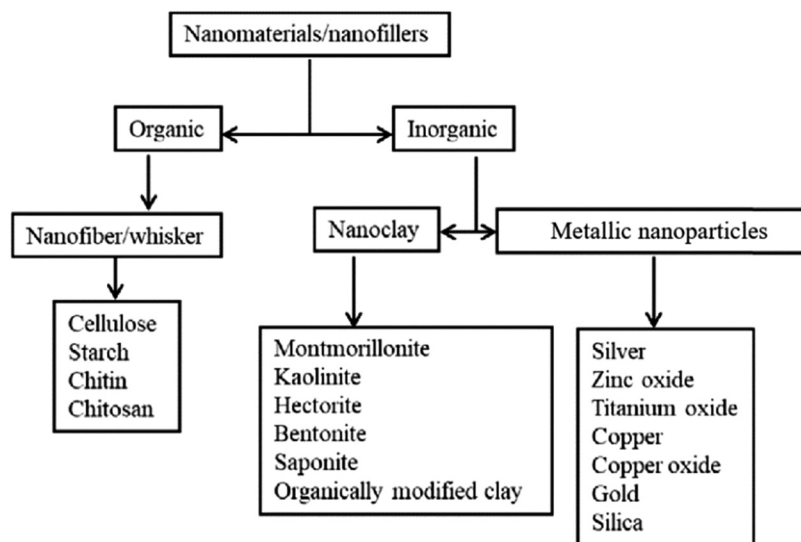 Nanomaterials/nanofillers
Organic
Inorganic
Nanofiber/whisker
Nanoclay
Metallic nanoparticles
Cellulose
Starch
Chitin
Chitosan
Montmorillonite
Kaolinite
Hectorite
Bentonite
Saponite
Organically modified clay
Silver
Zinc oxide
Titanium oxide
Copper
Copper oxide
Gold
Silica